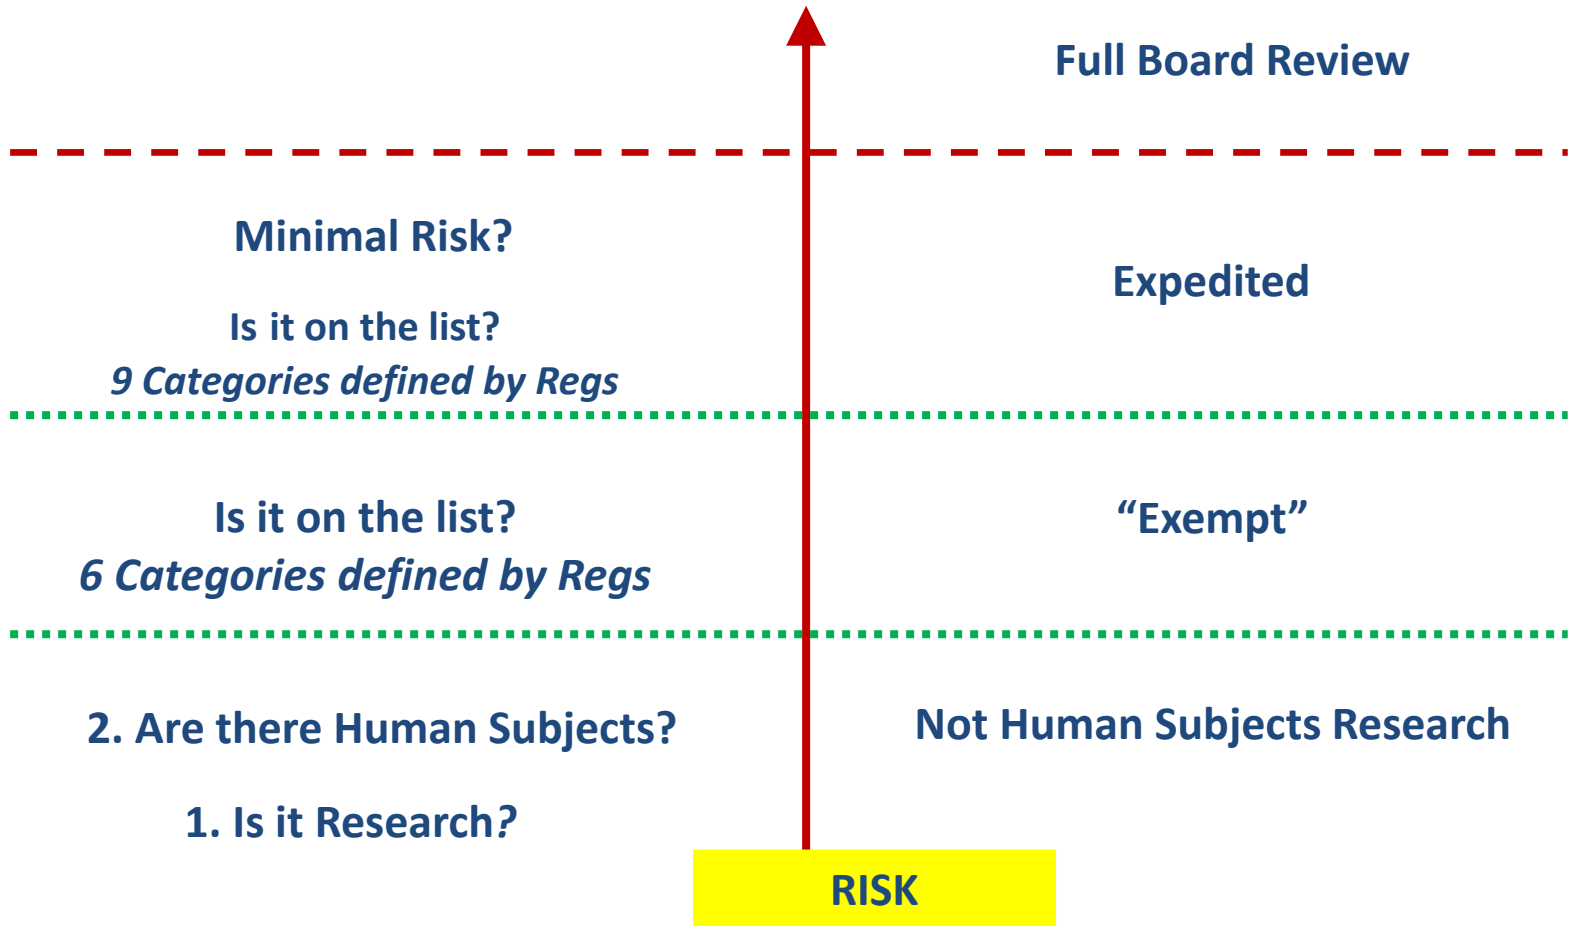 Full Board Review
Minimal Risk?
Expedited
Is it on the list?
9 Categories defined by Regs
Is it on the list?
“Exempt”
6 Categories defined by Regs
2. Are there Human Subjects?
Not Human Subjects Research
1. Is it Research?
RISK